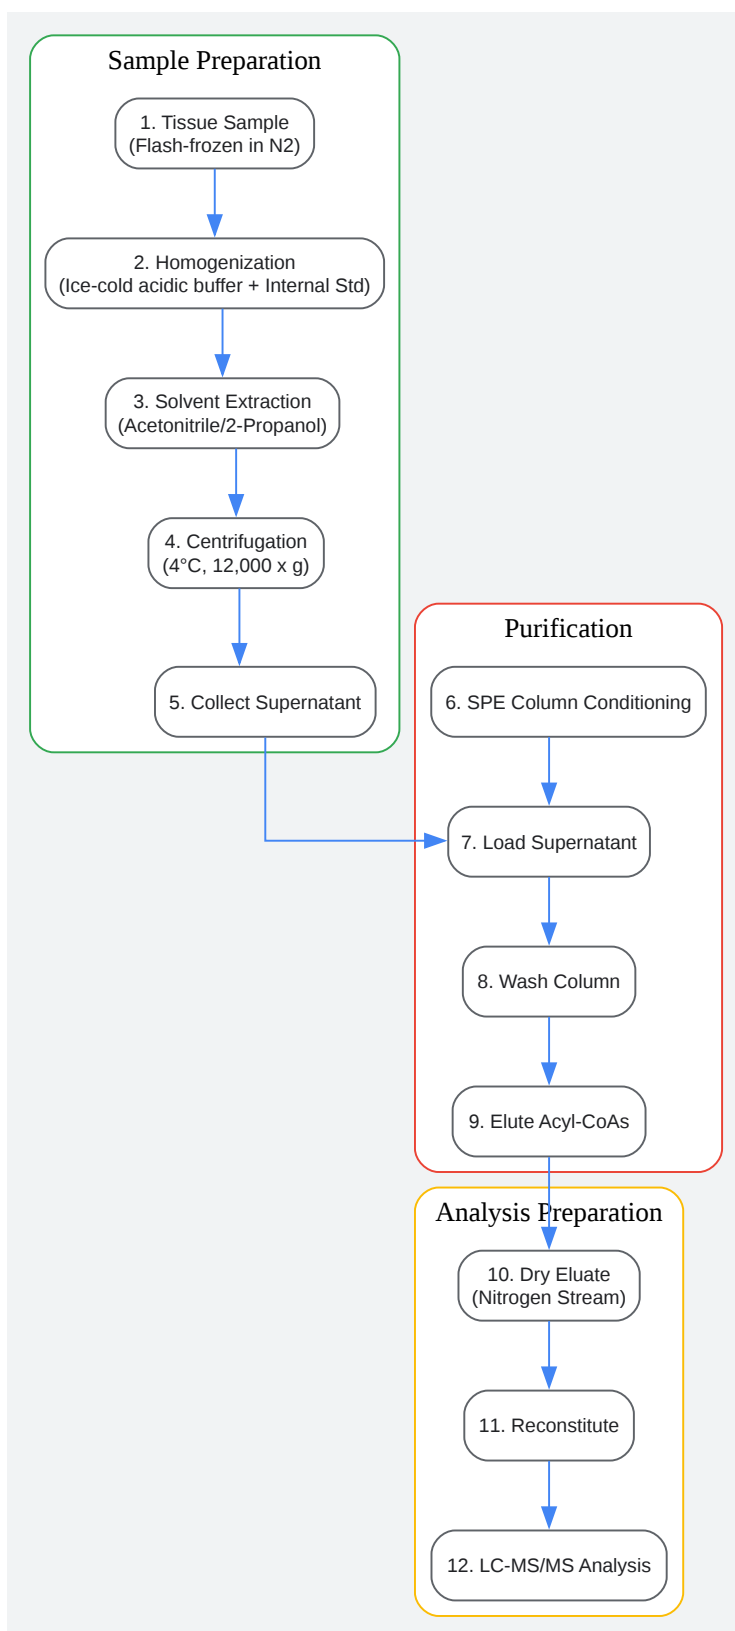 Sample Preparation
1. Tissue Sample
(Flash-frozen in N2)
2. Homogenization
(Ice-cold acidic buffer + Internal Std)
3. Solvent Extraction
(Acetonitrile/2-Propanol)
4. Centrifugation
(4°C, 12,000 x g)
5. Collect Supernatant
Purification
6. SPE Column Conditioning
7. Load Supernatant
8. Wash Column
9. Elute Acyl-CoAs
Analysis Preparation
10. Dry Eluate
(Nitrogen Stream)
11. Reconstitute
12. LC-MS/MS Analysis